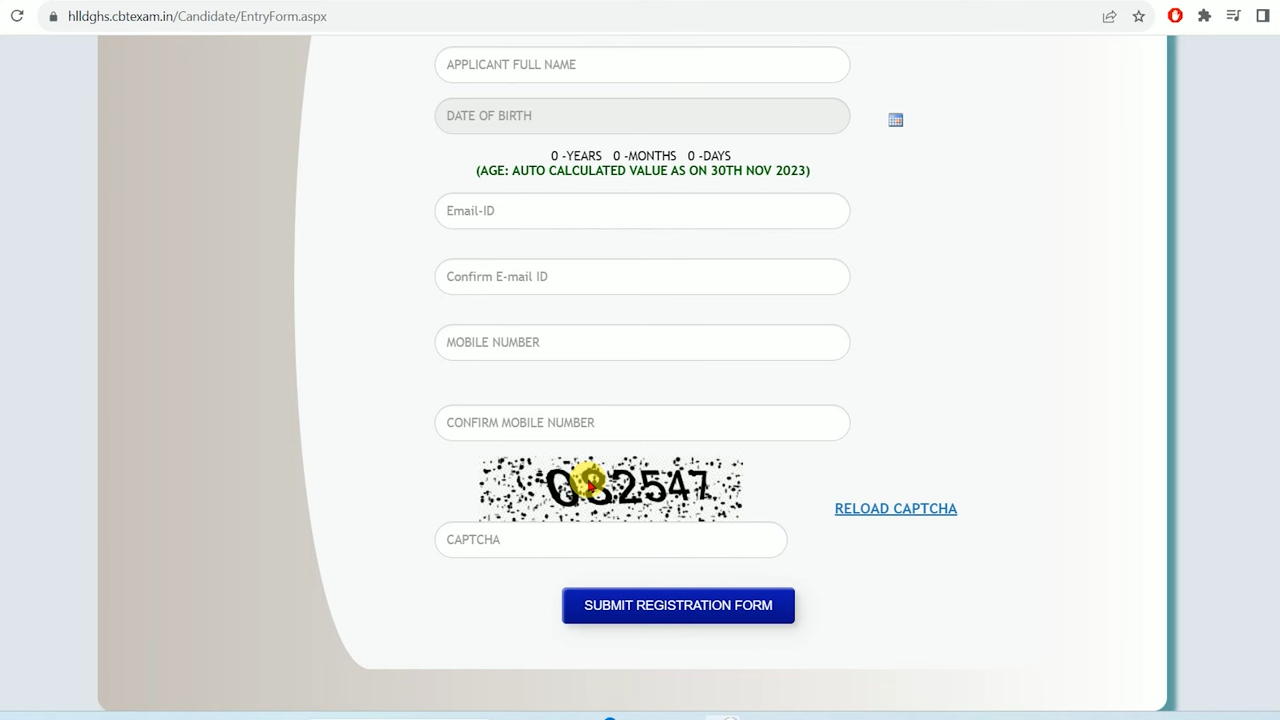 hlldghs.cbtexam.in/Candidate/EntryForm.aspx
APPLICANT FULL NAME
DATE OF BIRTH
0 -YEARS 0 -MONTHS 0 -DAYS
(AGE: AUTO CALCULATED VALUE AS ON 30TH NOV 2023)
Email-ID
Confirm E-mail ID
MOBILE NUMBER
CONFIRM MOBILE NUMBER
082547
RELOAD CAPTCHA
CAPTCHA
SUBMIT REGISTRATION FORM